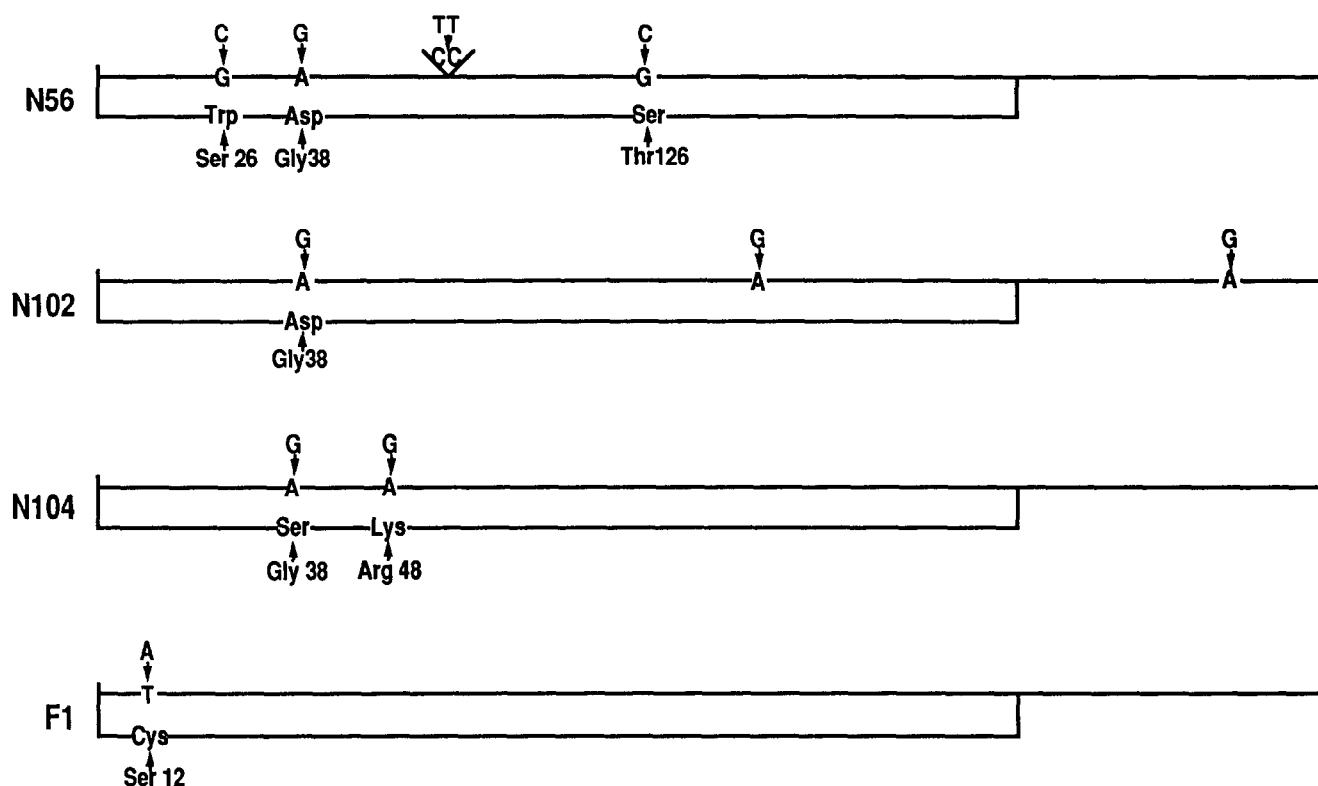 C G TT C
CC
G A G
N56
Trp Asp Ser
Ser 26 Gly38 Thr126
G G G
A A A
N102
Asp
Gly38
G G
A A
N104
Ser Lys
Gly 38 Arg 48
A
T
F1
Cys
Ser 12